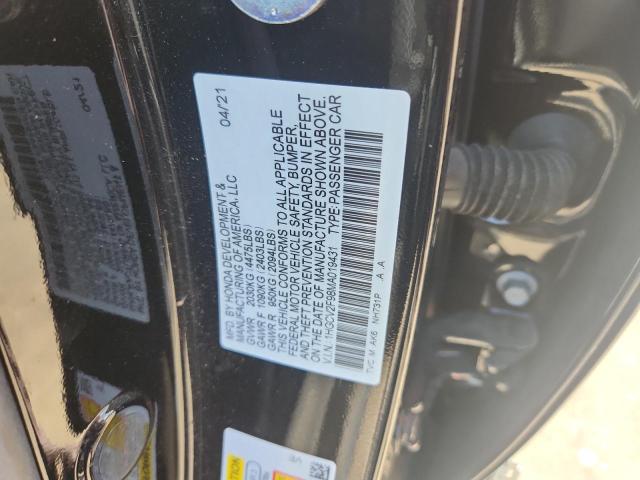 04/21
MFD. BY HONDA DEVELOPMENT &
MANUFACTURING OF AMERICA, LLC
GVWR 2030KG (4475LBS)
GAWR F 1090KG (2403LBS)
GAWR R 950KG (2094LBS)
THIS VEHICLE CONFORMS TO ALL APPLICABLE
FEDERAL MOTOR VEHICLE SAFETY, BUMPER,
AND THEFT PREVENTION STANDARDS IN EFFECT
ON THE DATE OF MANUFACTURE SHOWN ABOVE.
V.I.N. 1HGCV2F98MA019431 TYPE:PASSENGER CAR
TVC M AK6 NH731P .A .A